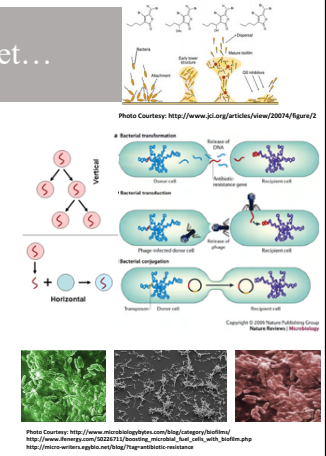 et…
Bacteria
Attachment
Early tower
structure
Dispersal
Mature biofilm
QS inhibitors
Photo Courtesy: http://www.jci.org/articles/view/20074/figure/2
a Bacterial transformation
Release of
DNA
Donor cell
Antibiotic-
resistance gene
Recipient cell
Bacterial transduction
Phage-infected donor cell
Release of
phage
Recipient cell
Bacterial conjugation
Transposon
Donor cell
Recipient cell
Vertical
Horizontal
Copyright © 2006 Nature Publishing Group
Nature Reviews | Microbiology
Photo Courtesy: http://www.microbiologybytes.com/blog/category/biofilms/
http://www.ifenergy.com/50226711/boosting_microbial_fuel_cells_with_biofilm.php
http://micro-writers.egybio.net/blog/?tag=antibiotic-resistance